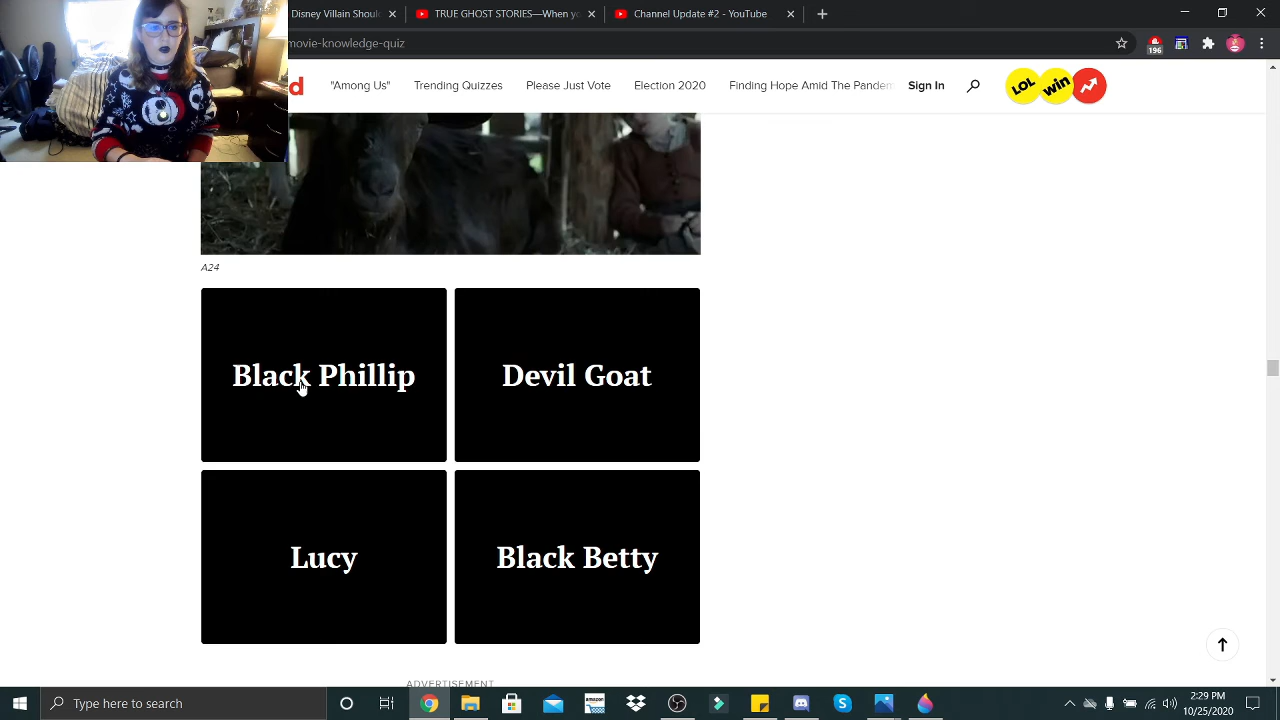 Disney Villain Shoul
TRUE GHOST STORIES—When yo
Channel Update!!! - YouTube
movie-knowledge-quiz
196
d
"Among Us"
Trending Quizzes
Please Just Vote
Election 2020
Finding Hope Amid The Pandem
Sign In
LOL
win
A24
Black Phillip
Devil Goat
Lucy
Black Betty
ADVERTISEMENT
Type here to search
amazon
2:29 PM
10/25/2020